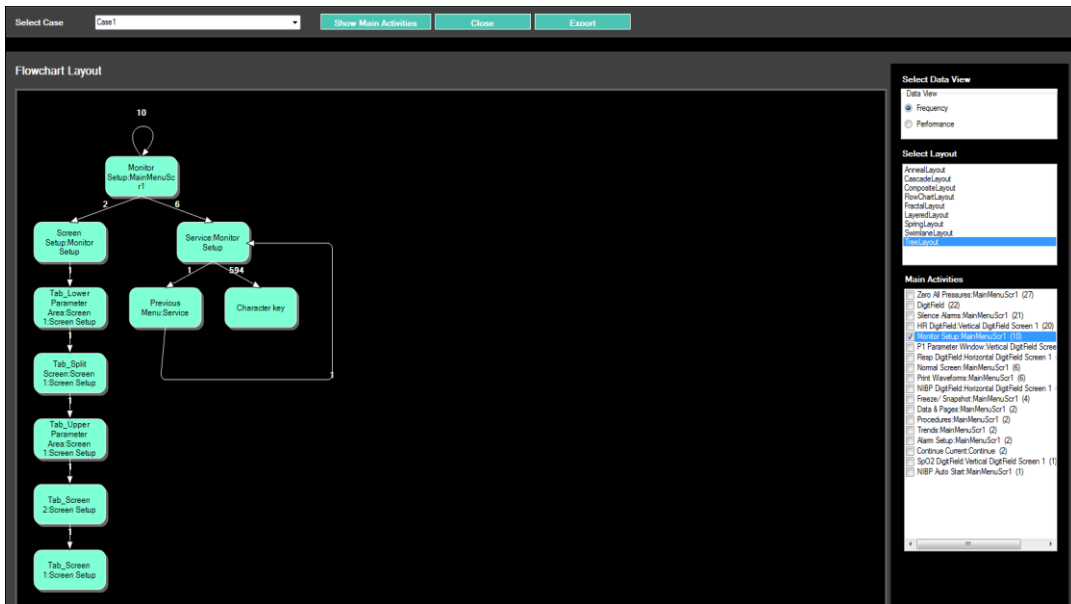 Select Case
Case1
Show Main Activities
Close
Export
Flowchart Layout
10
Monitor
Setup:MainMenuSc
r1
2
6
Screen
Setup:Monitor
Setup
Service:Monitor
Setup
1
1
594
Tab_Lower
Parameter
Area:Screen
1:Screen Setup
Previous
Menu:Service
Character key
1
1
Tab_Split
Screen:Screen
1:Screen Setup
1
Tab_Upper
Parameter
Area:Screen
1:Screen Setup
1
Tab_Screen
2:Screen Setup
1
Tab_Screen
1:Screen Setup
Select Data View
Data View
Frequency
Performance
Select Layout
AnnealLayout
CascadeLayout
CompositeLayout
FlowChartLayout
FractalLayout
LayeredLayout
SpringLayout
SwimlaneLayout
TreeLayout
Main Activities
Zero All Pressures:MainMenuScr1 (27)
DigitField (22)
Silence Alarms:MainMenuScr1 (21)
HR DigitField:Vertical DigitField Screen 1 (20)
Monitor Setup:MainMenuScr1 (10)
P1 Parameter Window:Vertical DigitField Scree
Resp DigitField:Horizontal DigitField Screen 1
Normal Screen:MainMenuScr1 (6)
Print Waveforms:MainMenuScr1 (6)
NIBP DigitField:Horizontal DigitField Screen 1
Freeze/ Snapshot:MainMenuScr1 (4)
Data & Pages:MainMenuScr1 (2)
Procedures:MainMenuScr1 (2)
Trends:MainMenuScr1 (2)
Alarm Setup:MainMenuScr1 (2)
Continue Current:Continue (2)
SpO2 DigitField:Vertical DigitField Screen 1 (1)
NIBP Auto Start:MainMenuScr1 (1)